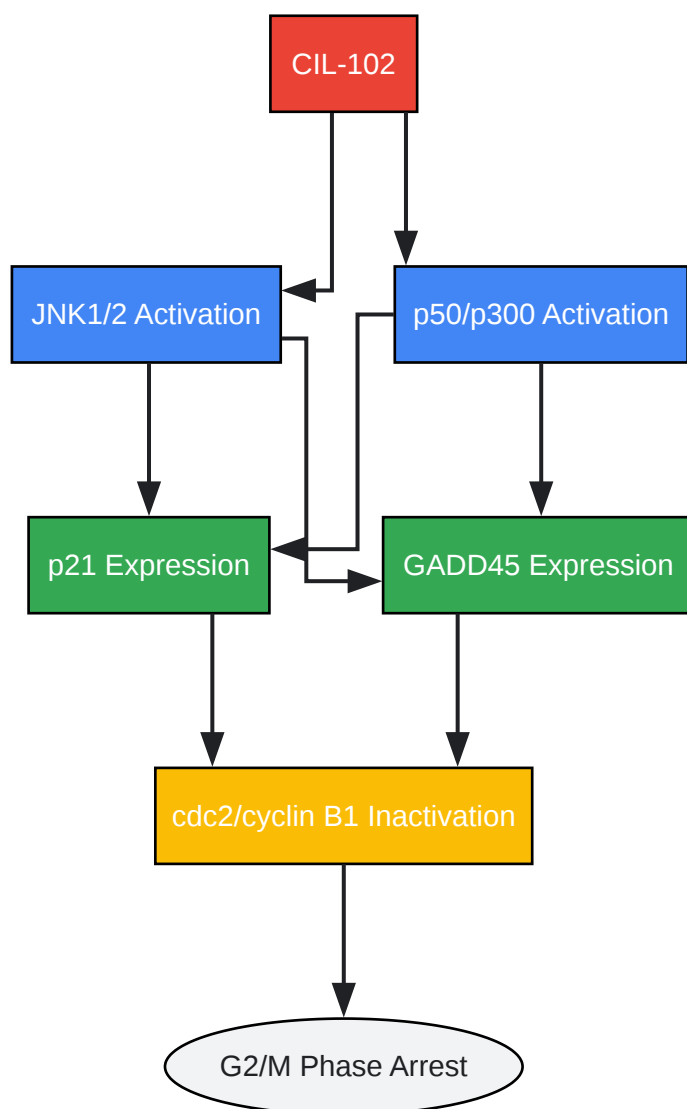 CIL-102
JNK1/2 Activation
p50/p300 Activation
p21 Expression
GADD45 Expression
cdc2/cyclin B1 Inactivation
G2/M Phase Arrest